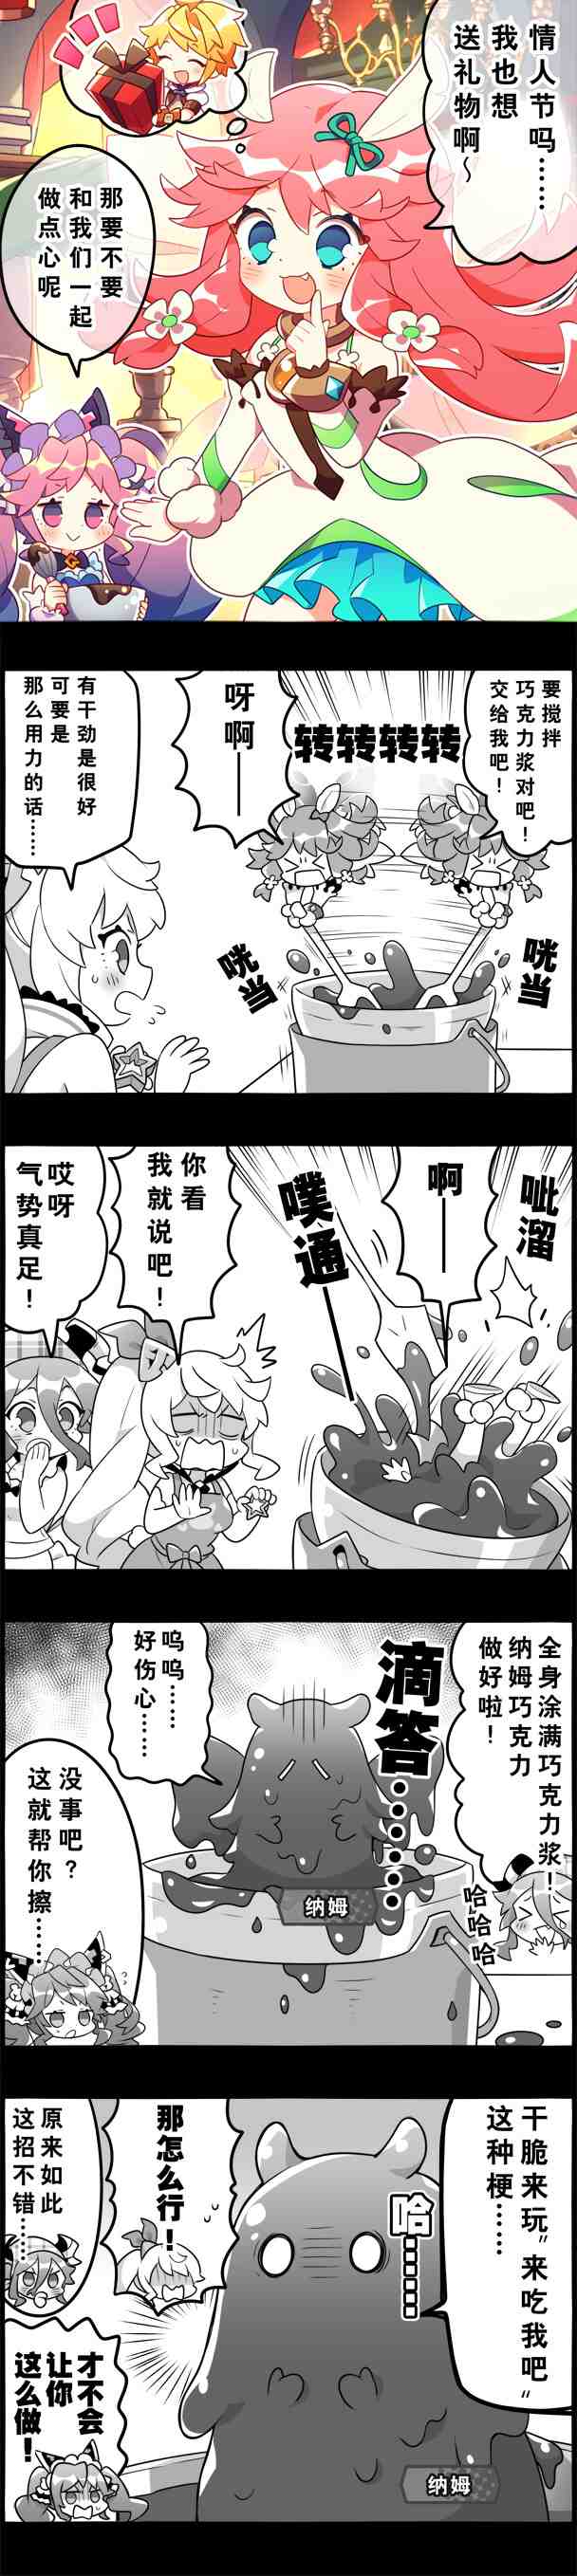 情人节吗……
我也想
送礼物啊～
那要不要
和我们一起
做点心呢
要搅拌
巧克力浆对吧！
交给我吧！
转转转转
呀
啊——
有干劲是很好
可要是
那么用力的话……
咣当
咣当
呲溜
啊——
噗通——
你看
我就说吧！
哎呀
气势真足！
全身涂满巧克力浆！
纳姆巧克力
做好啦！
哈哈哈
滴答………
呜呜……
好伤心……
纳姆
没事吧？
这就帮你擦……
干脆来玩"来吃我吧"
这种梗……
哈……
那怎么行！
原来如此
这招不错……
才不会
让你
这么做！
纳姆